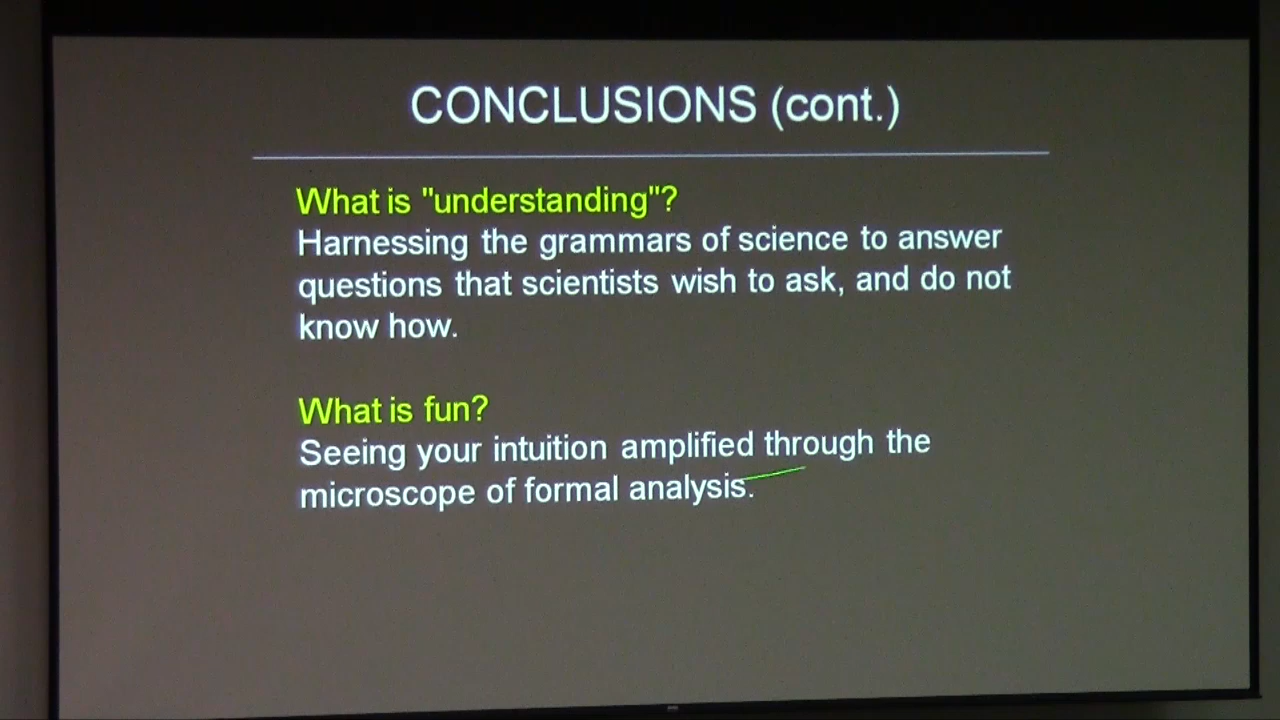 CONCLUSIONS (cont.)
What is "understanding"?
Harnessing the grammars of science to answer
questions that scientists wish to ask, and do not
know how.
What is fun?
Seeing your intuition amplified through the
microscope of formal analysis.